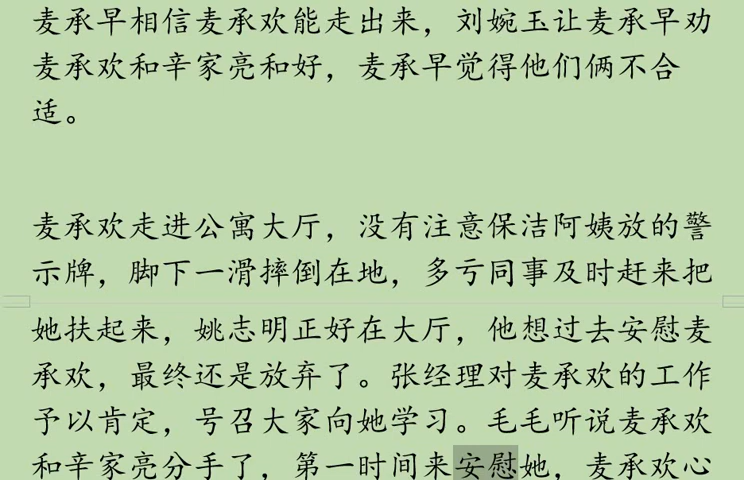 麦承早相信麦承欢能走出来，刘婉玉让麦承早劝
麦承欢和辛家亮和好，麦承早觉得他们俩不合
适。
麦承欢走进公寓大厅，没有注意保洁阿姨放的警
示牌，脚下一滑摔倒在地，多亏同事及时赶来把
她扶起来，姚志明正好在大厅，他想过去安慰麦
承欢，最终还是放弃了。张经理对麦承欢的工作
予以肯定，号召大家向她学习。毛毛听说麦承欢
和辛家亮分手了，第一时间来安慰她，麦承欢心